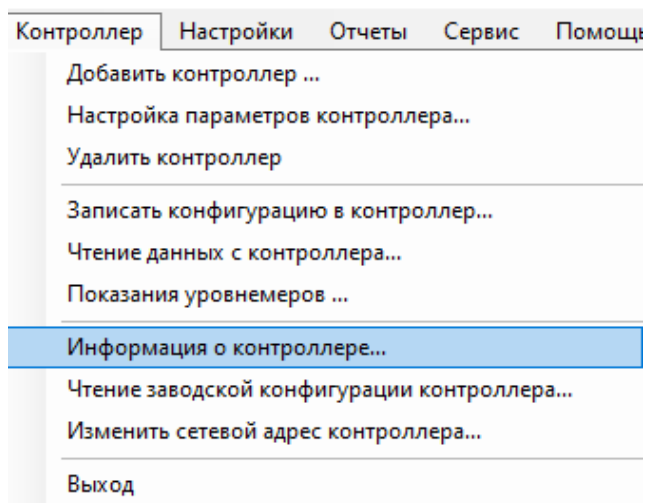 Контроллер Настройки Отчеты Сервис Помощь
Добавить контроллер ...
Настройка параметров контроллера...
Удалить контроллер
Записать конфигурацию в контроллер...
Чтение данных с контроллера...
Показания уровнемеров ...
Информация о контроллере...
Чтение заводской конфигурации контроллера...
Изменить сетевой адрес контроллера...
Выход